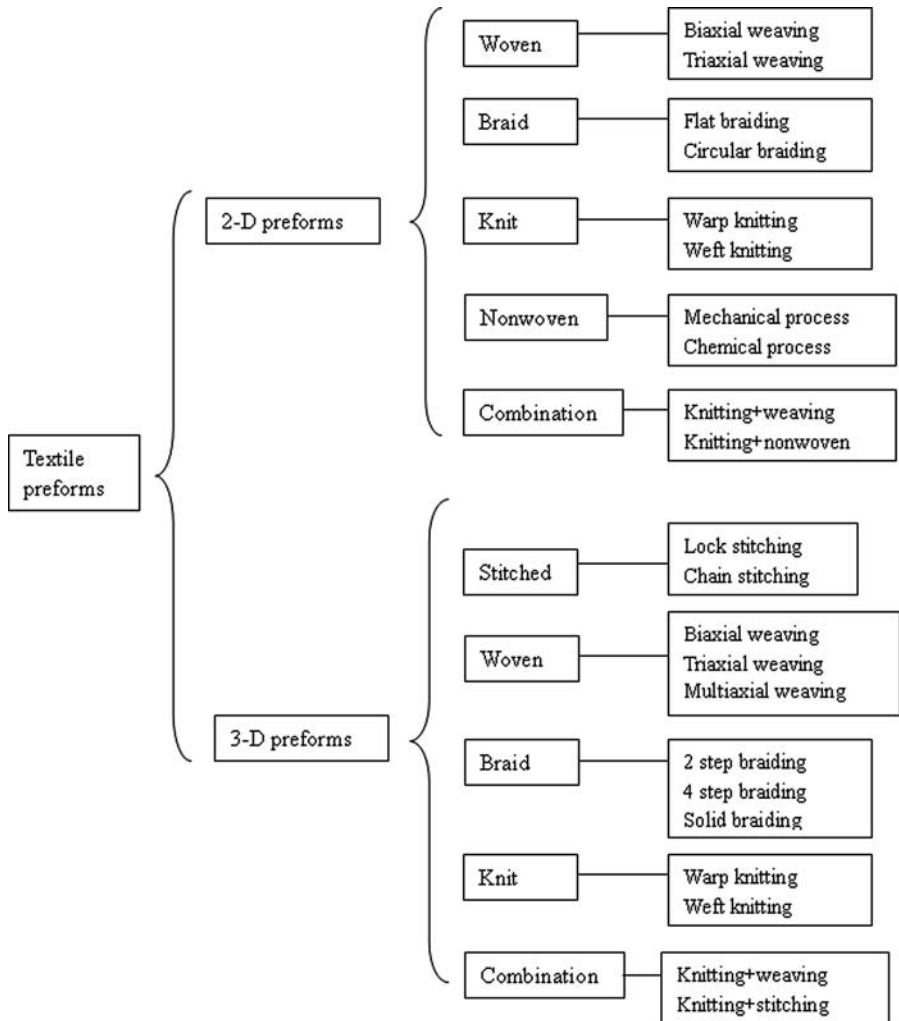 Textile
preforms
2-D preforms
Woven
Biaxial weaving
Triaxial weaving
Braid
Flat braiding
Circular braiding
Knit
Warp knitting
Weft knitting
Nonwoven
Mechanical process
Chemical process
Combination
Knitting+weaving
Knitting+nonwoven
3-D preforms
Stitched
Lock stitching
Chain stitching
Woven
Biaxial weaving
Triaxial weaving
Multiaxial weaving
Braid
2 step braiding
4 step braiding
Solid braiding
Knit
Warp knitting
Weft knitting
Combination
Knitting+weaving
Knitting+stitching